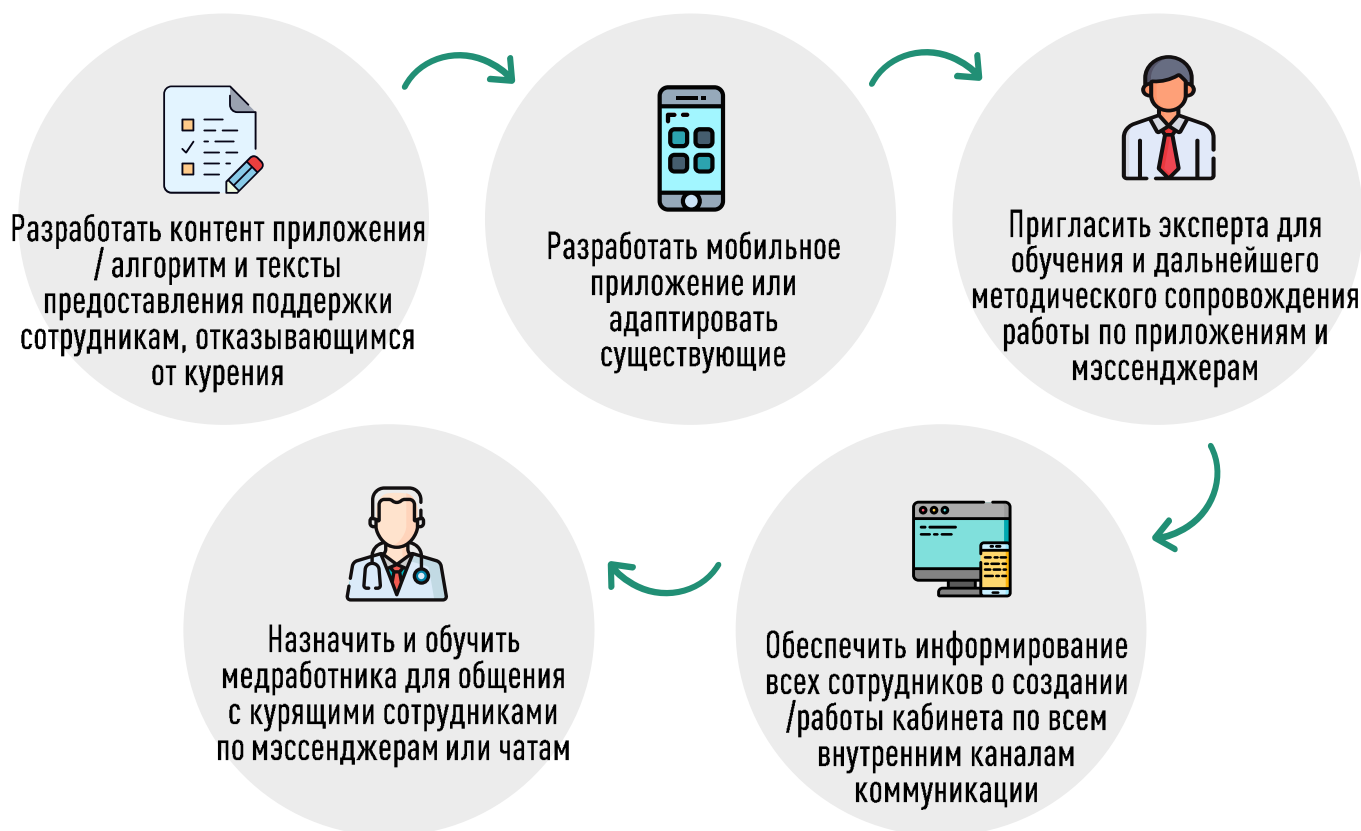 Разработать контент приложения
/ алгоритм и тексты
предоставления поддержки
сотрудникам, отказывающимся
от курения
Разработать мобильное
приложение или
адаптировать
существующие
Пригласить эксперта для
обучения и дальнейшего
методического сопровождения
работы по приложениям и
мэссенджерам
Обеспечить информирование
всех сотрудников о создании
/работы кабинета по всем
внутренним каналам
коммуникации
Назначить и обучить
медработника для общения
с курящими сотрудниками
по мэссенджерам или чатам